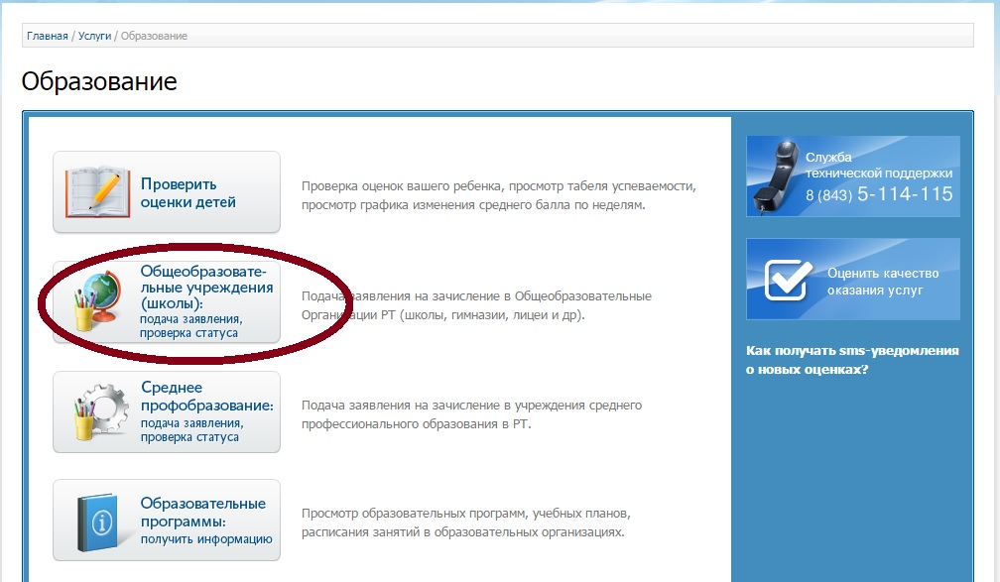 Главная / Услуги / Образование
Образование
Проверить
оценки детей
Проверка оценок вашего ребенка, просмотр табеля успеваемости,
просмотр графика изменения среднего балла по неделям.
Общеобразовате-
льные учреждения
(школы):
подача заявления,
проверка статуса
Подача заявления на зачисление в Общеобразовательные
Организации РТ (школы, гимназии, лицеи и др).
Среднее
профобразование:
подача заявления,
проверка статуса
Подача заявления на зачисление в учреждения среднего
профессионального образования в РТ.
Образовательные
программы:
получить информацию
Просмотр образовательных программ, учебных планов,
расписания занятий в образовательных организациях.
Служба
технической поддержки
8 (843) 5-114-115
Оценить качество
оказания услуг
Как получать sms-уведомления
о новых оценках?